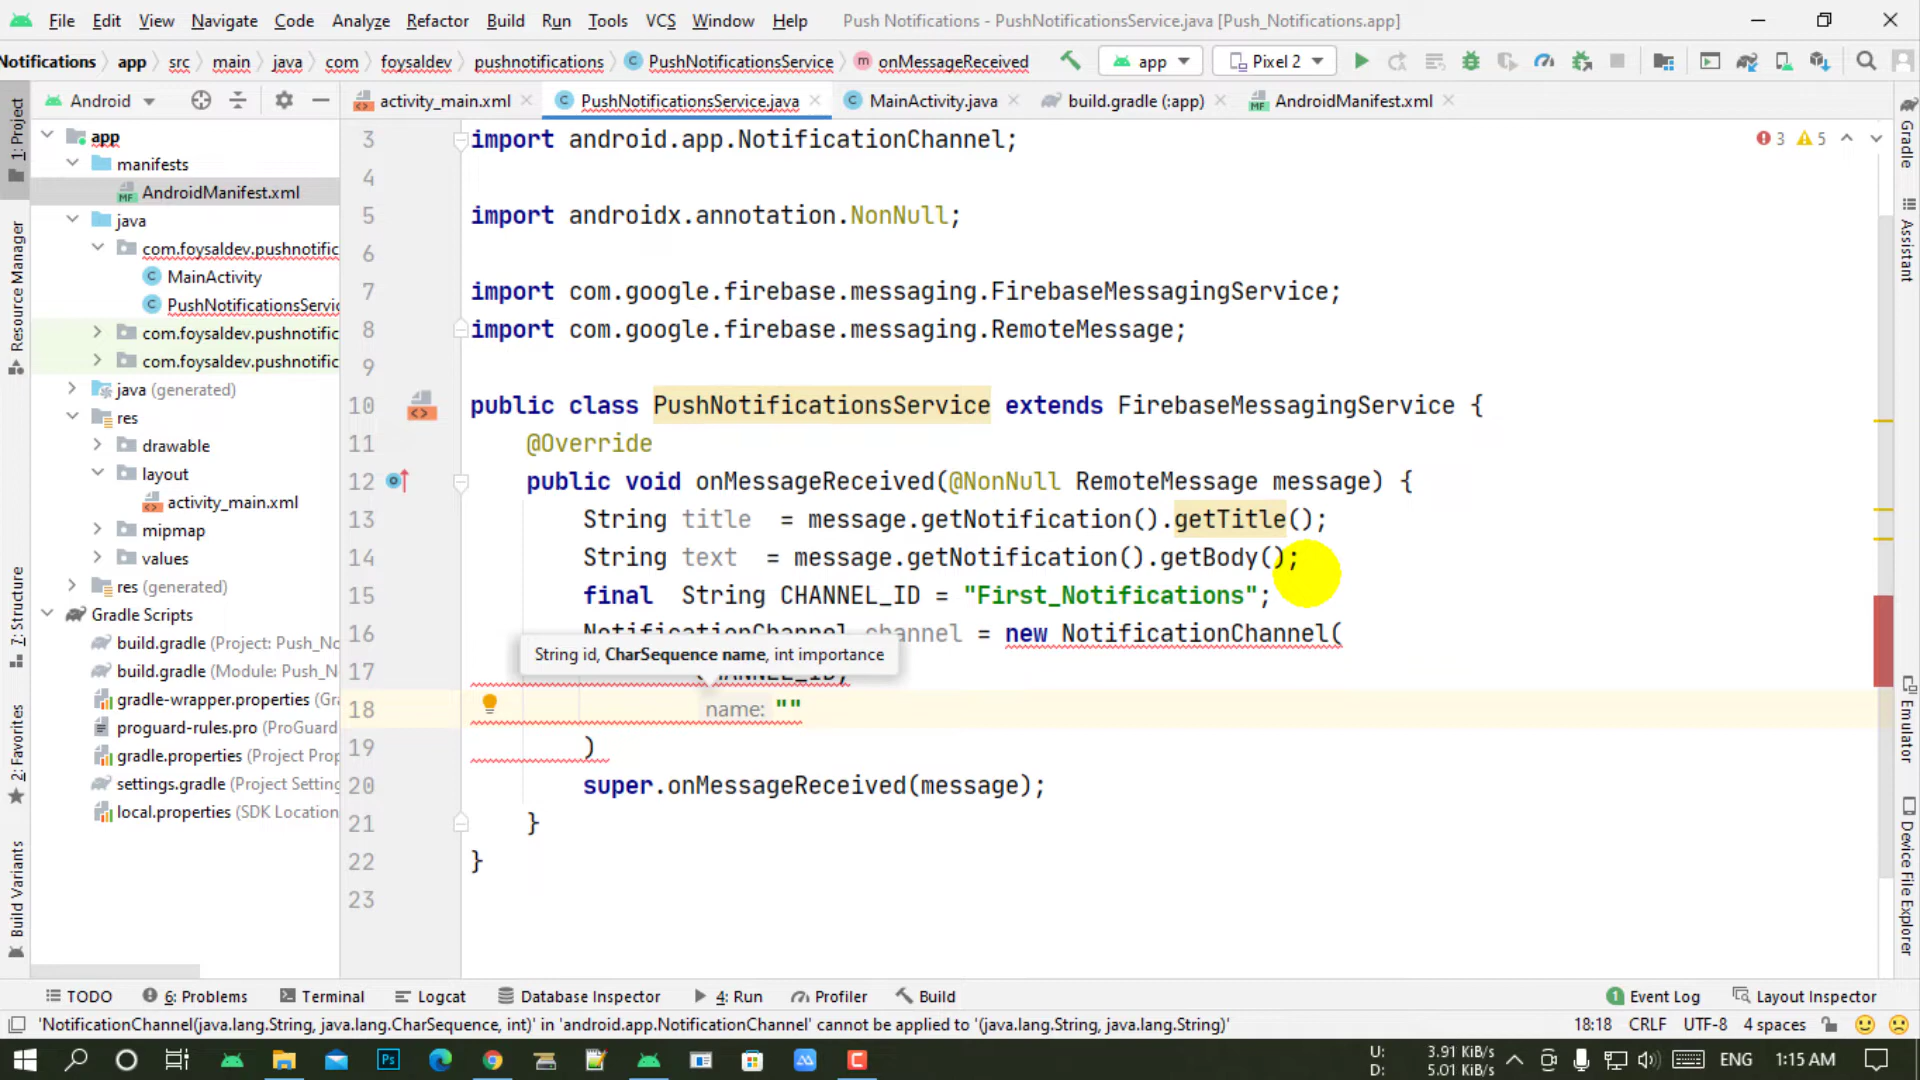 File Edit View Navigate Code Analyze Refactor Build Run Tools VCS Window Help Push Notifications - PushNotificationsService.java [Push_Notifications.app]
Notifications app src main java com foysaldev pushnotifications PushNotificationsService onMessageReceived app Pixel 2
Android activity_main.xml PushNotificationsService.java MainActivity.java build.gradle (:app) AndroidManifest.xml
1: Project
Resource Manager
7: Structure
2: Favorites
Build Variants
app
manifests
AndroidManifest.xml
java
com.foysaldev.pushnotific
MainActivity
PushNotificationsServic
com.foysaldev.pushnotific
com.foysaldev.pushnotific
java (generated)
res
drawable
layout
activity_main.xml
mipmap
values
res (generated)
Gradle Scripts
build.gradle (Project: Push_No
build.gradle (Module: Push_N
gradle-wrapper.properties (Gra
proguard-rules.pro (ProGuard
gradle.properties (Project Prop
settings.gradle (Project Setting
local.properties (SDK Location
3 import android.app.NotificationChannel;
4
5 import androidx.annotation.NonNull;
6
7 import com.google.firebase.messaging.FirebaseMessagingService;
8 import com.google.firebase.messaging.RemoteMessage;
9
10 public class PushNotificationsService extends FirebaseMessagingService {
11 @Override
12 public void onMessageReceived(@NonNull RemoteMessage message) {
13 String title = message.getNotification().getTitle();
14 String text = message.getNotification().getBody();
15 final String CHANNEL_ID = "First_Notifications";
16 NotificationChannel channel = new NotificationChannel(
String id, CharSequence name, int importance
17 CHANNEL_ID,
18 name: ""
19 )
20 super.onMessageReceived(message);
21 }
22 }
23
3 5
Gradle
Assistant
Emulator
Device File Explorer
TODO 6: Problems Terminal Logcat Database Inspector 4: Run Profiler Build 1 Event Log Layout Inspector
'NotificationChannel(java.lang.String, java.lang.CharSequence, int)' in 'android.app.NotificationChannel' cannot be applied to '(java.lang.String, java.lang.String)' 18:18 CRLF UTF-8 4 spaces
U: 3.91 KiB/s
D: 5.01 KiB/s
ENG 1:15 AM